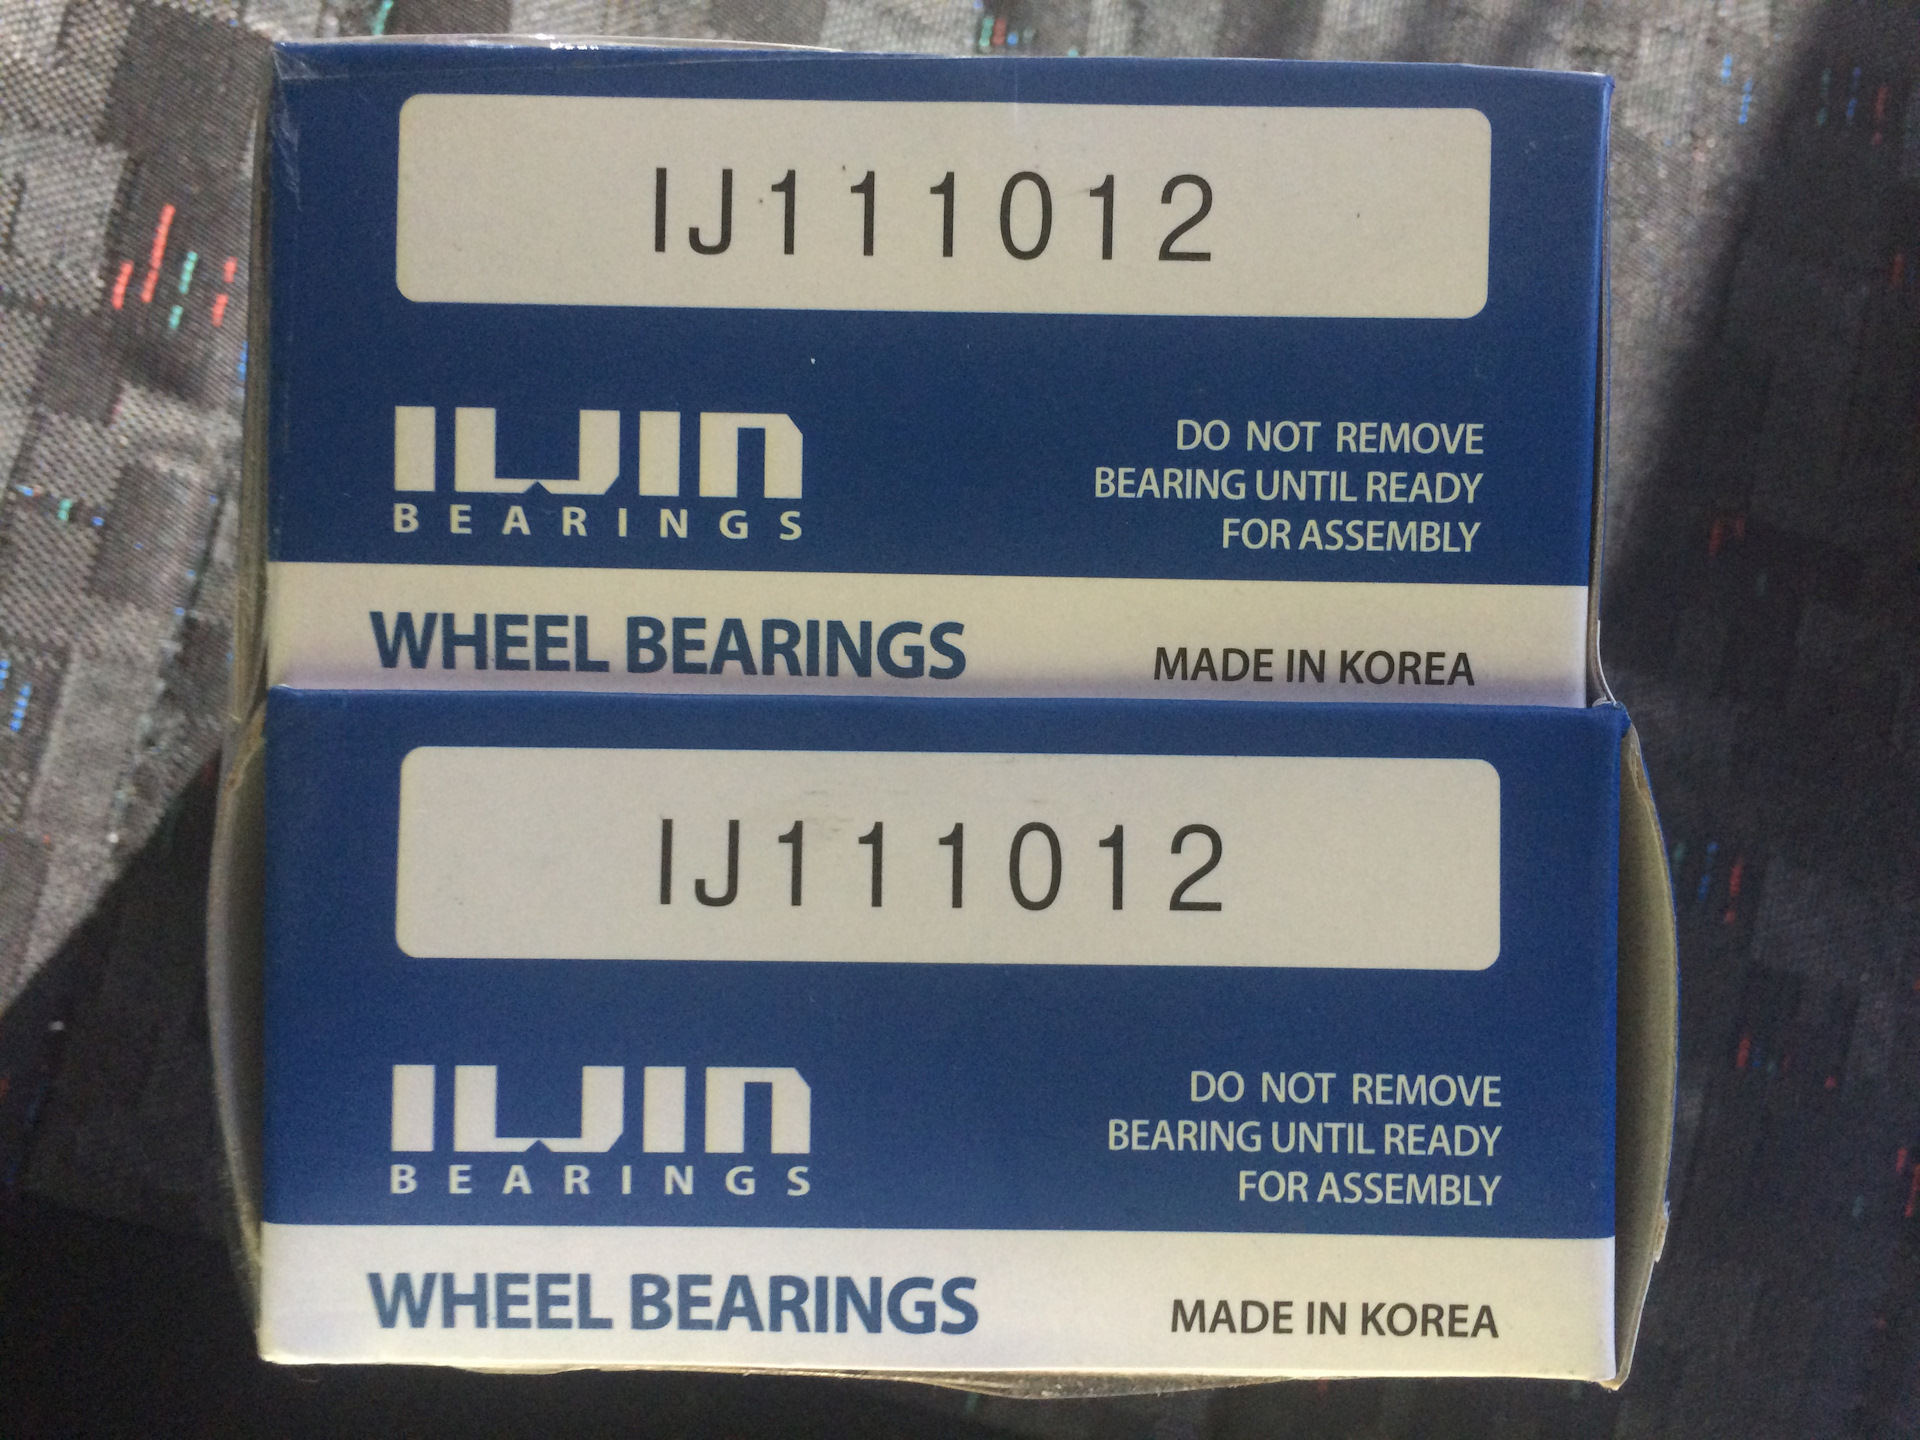 IJ111012
ILJIN
BEARINGS
DO NOT REMOVE
BEARING UNTIL READY
FOR ASSEMBLY
WHEEL BEARINGS
MADE IN KOREA
IJ111012
ILJIN
BEARINGS
DO NOT REMOVE
BEARING UNTIL READY
FOR ASSEMBLY
WHEEL BEARINGS
MADE IN KOREA